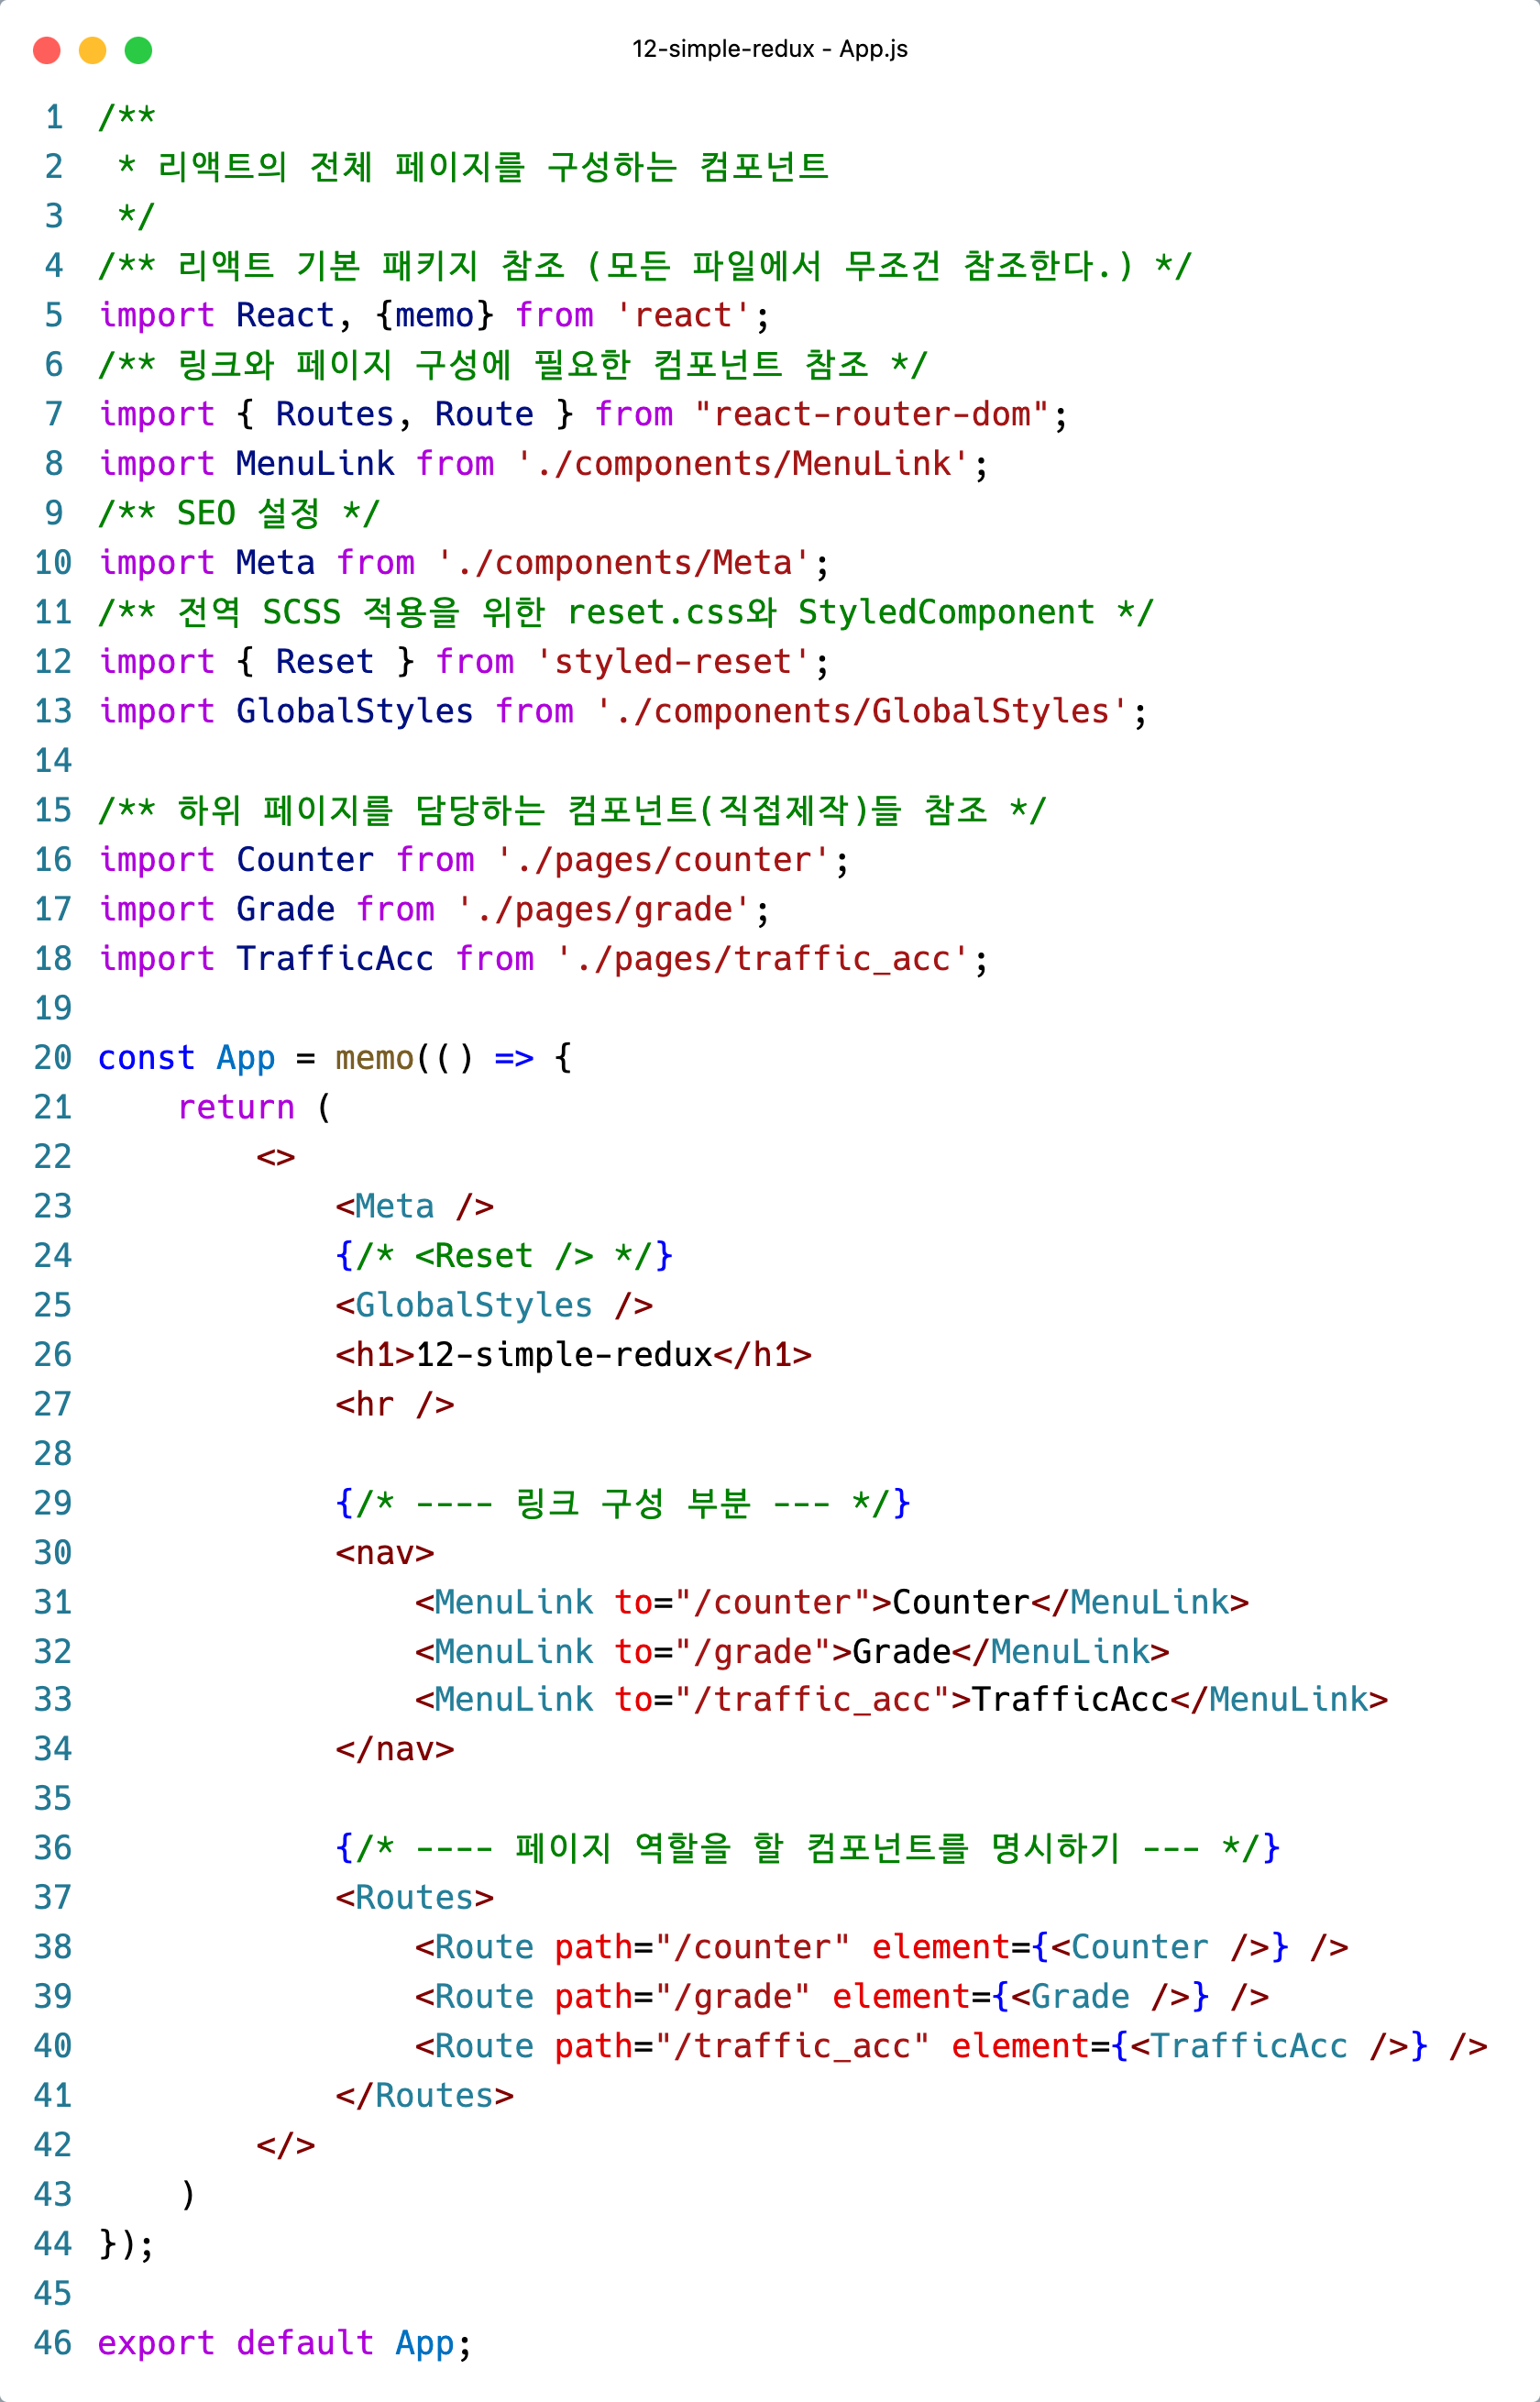 12-simple-redux - App.js
1 /**
2  * 리액트의 전체 페이지를 구성하는 컴포넌트
3  */
4 /** 리액트 기본 패키지 참조 (모든 파일에서 무조건 참조한다.) */
5 import React, {memo} from 'react';
6 /** 링크와 페이지 구성에 필요한 컴포넌트 참조 */
7 import { Routes, Route } from "react-router-dom";
8 import MenuLink from './components/MenuLink';
9 /** SEO 설정 */
10 import Meta from './components/Meta';
11 /** 전역 SCSS 적용을 위한 reset.css와 StyledComponent */
12 import { Reset } from 'styled-reset';
13 import GlobalStyles from './components/GlobalStyles';
14
15 /** 하위 페이지를 담당하는 컴포넌트(직접제작)들 참조 */
16 import Counter from './pages/counter';
17 import Grade from './pages/grade';
18 import TrafficAcc from './pages/traffic_acc';
19
20 const App = memo(() => {
21     return (
22         <>
23             <Meta />
24             {/* <Reset /> */}
25             <GlobalStyles />
26             <h1>12-simple-redux</h1>
27             <hr />
28
29             {/* ---- 링크 구성 부분 --- */}
30             <nav>
31                 <MenuLink to="/counter">Counter</MenuLink>
32                 <MenuLink to="/grade">Grade</MenuLink>
33                 <MenuLink to="/traffic_acc">TrafficAcc</MenuLink>
34             </nav>
35
36             {/* ---- 페이지 역할을 할 컴포넌트를 명시하기 --- */}
37             <Routes>
38                 <Route path="/counter" element={<Counter />} />
39                 <Route path="/grade" element={<Grade />} />
40                 <Route path="/traffic_acc" element={<TrafficAcc />} />
41             </Routes>
42         </>
43     )
44 });
45
46 export default App;